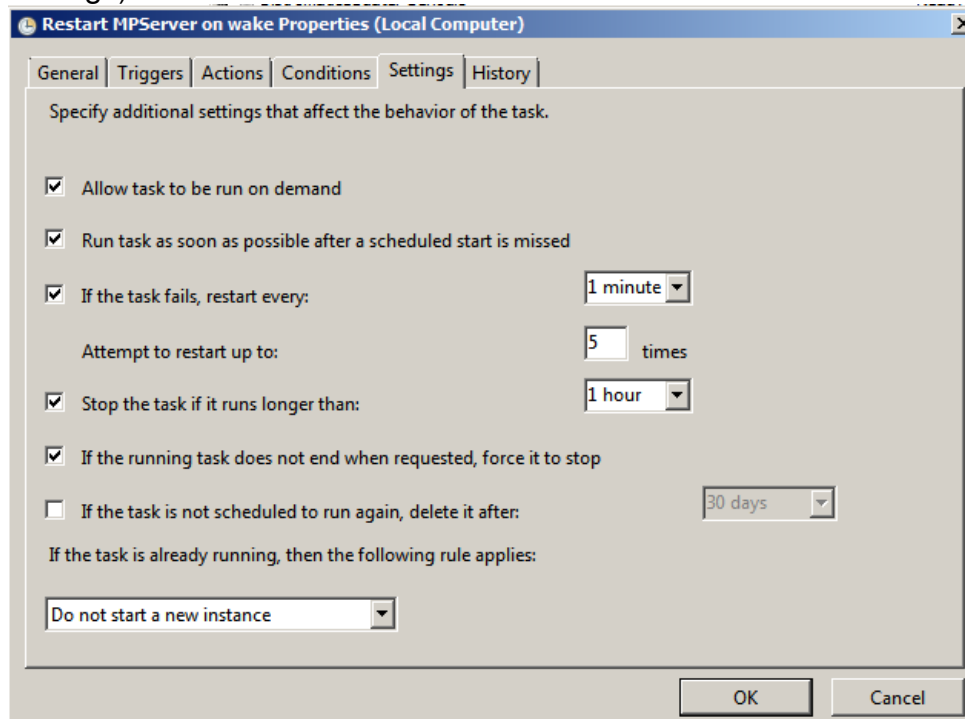 Restart MPServer on wake Properties (Local Computer)
General Triggers Actions Conditions Settings History
Specify additional settings that affect the behavior of the task.
Allow task to be run on demand
Run task as soon as possible after a scheduled start is missed
If the task fails, restart every: 1 minute
Attempt to restart up to: 5 times
Stop the task if it runs longer than: 1 hour
If the running task does not end when requested, force it to stop
If the task is not scheduled to run again, delete it after: 30 days
If the task is already running, then the following rule applies:
Do not start a new instance
OK Cancel